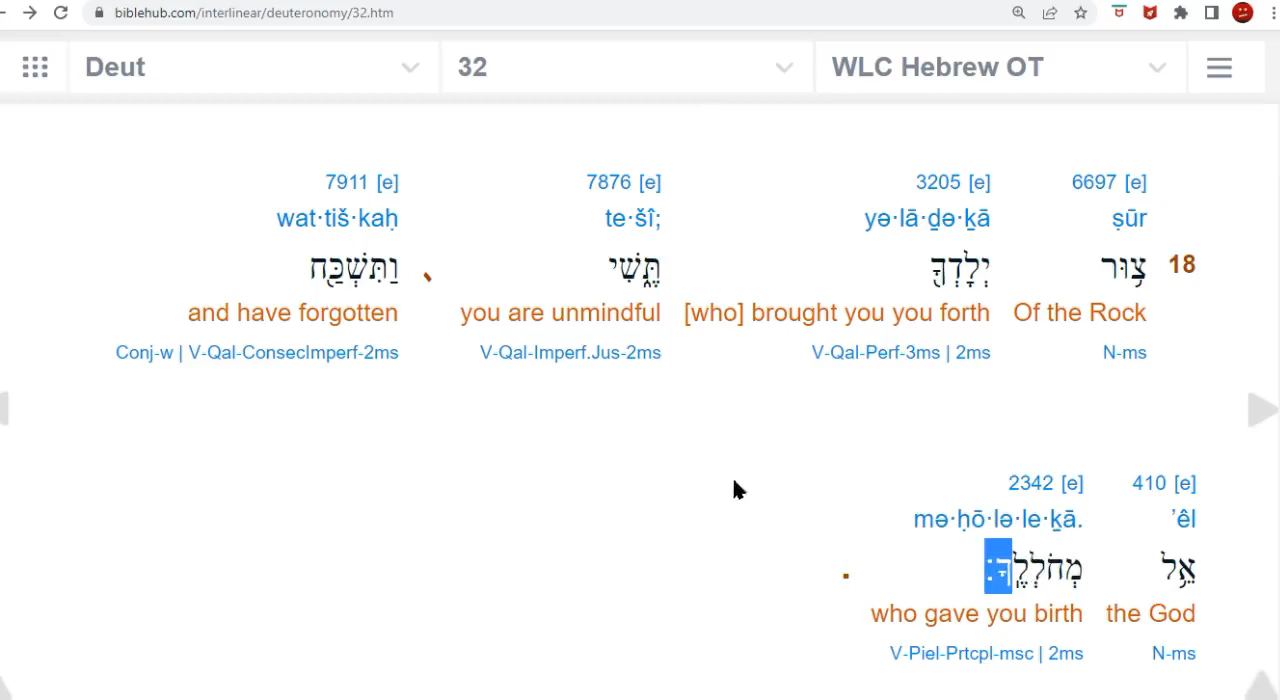 biblehub.com/interlinear/deuteronomy/32.htm
Deut 32 WLC Hebrew OT
7911 [e] 7876 [e] 3205 [e] 6697 [e]
wat·tiš·kaḥ te·šî; yə·lā·ḏə·ḵā ṣūr
18 צ֥וּר יְלָדְךָ֖ תֶּ֑שִׁי וַתִּשְׁכַּ֖ח
and have forgotten you are unmindful [who] brought you you forth Of the Rock
Conj-w | V-Qal-ConsecImperf-2ms V-Qal-Imperf.Jus-2ms V-Qal-Perf-3ms | 2ms N-ms
2342 [e] 410 [e]
mə·ḥō·lə·le·ḵā. ’êl
אֵ֥ל מְחֹלְלֶֽךָ׃ .
who gave you birth the God
V-Piel-Prtcpl-msc | 2ms N-ms